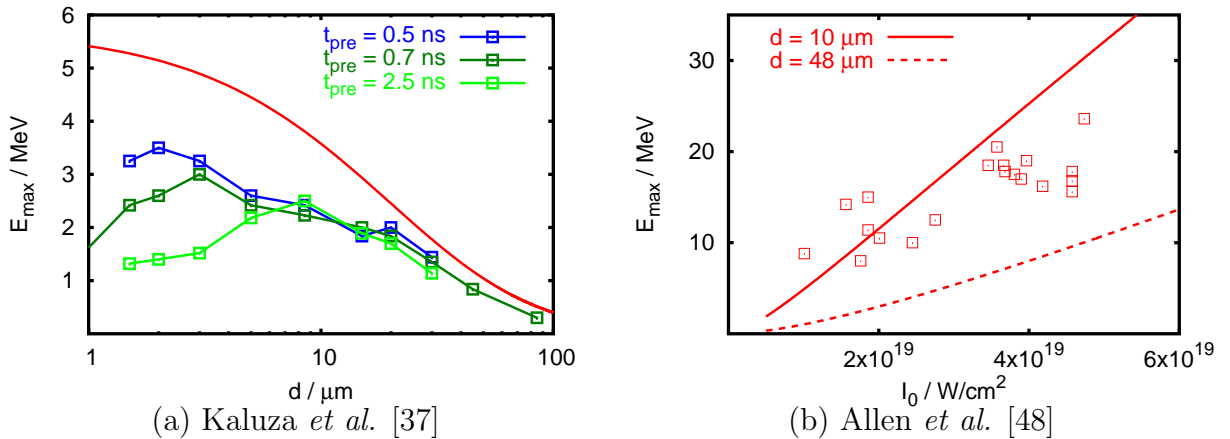 6
5
4
3
2
1
1
10
100
E_max / MeV
d / μm
t_pre = 0.5 ns
t_pre = 0.7 ns
t_pre = 2.5 ns
(a) Kaluza et al. [37]
30
20
10
2x10^19
4x10^19
6x10^19
E_max / MeV
I_0 / W/cm^2
d = 10 μm
d = 48 μm
(b) Allen et al. [48]